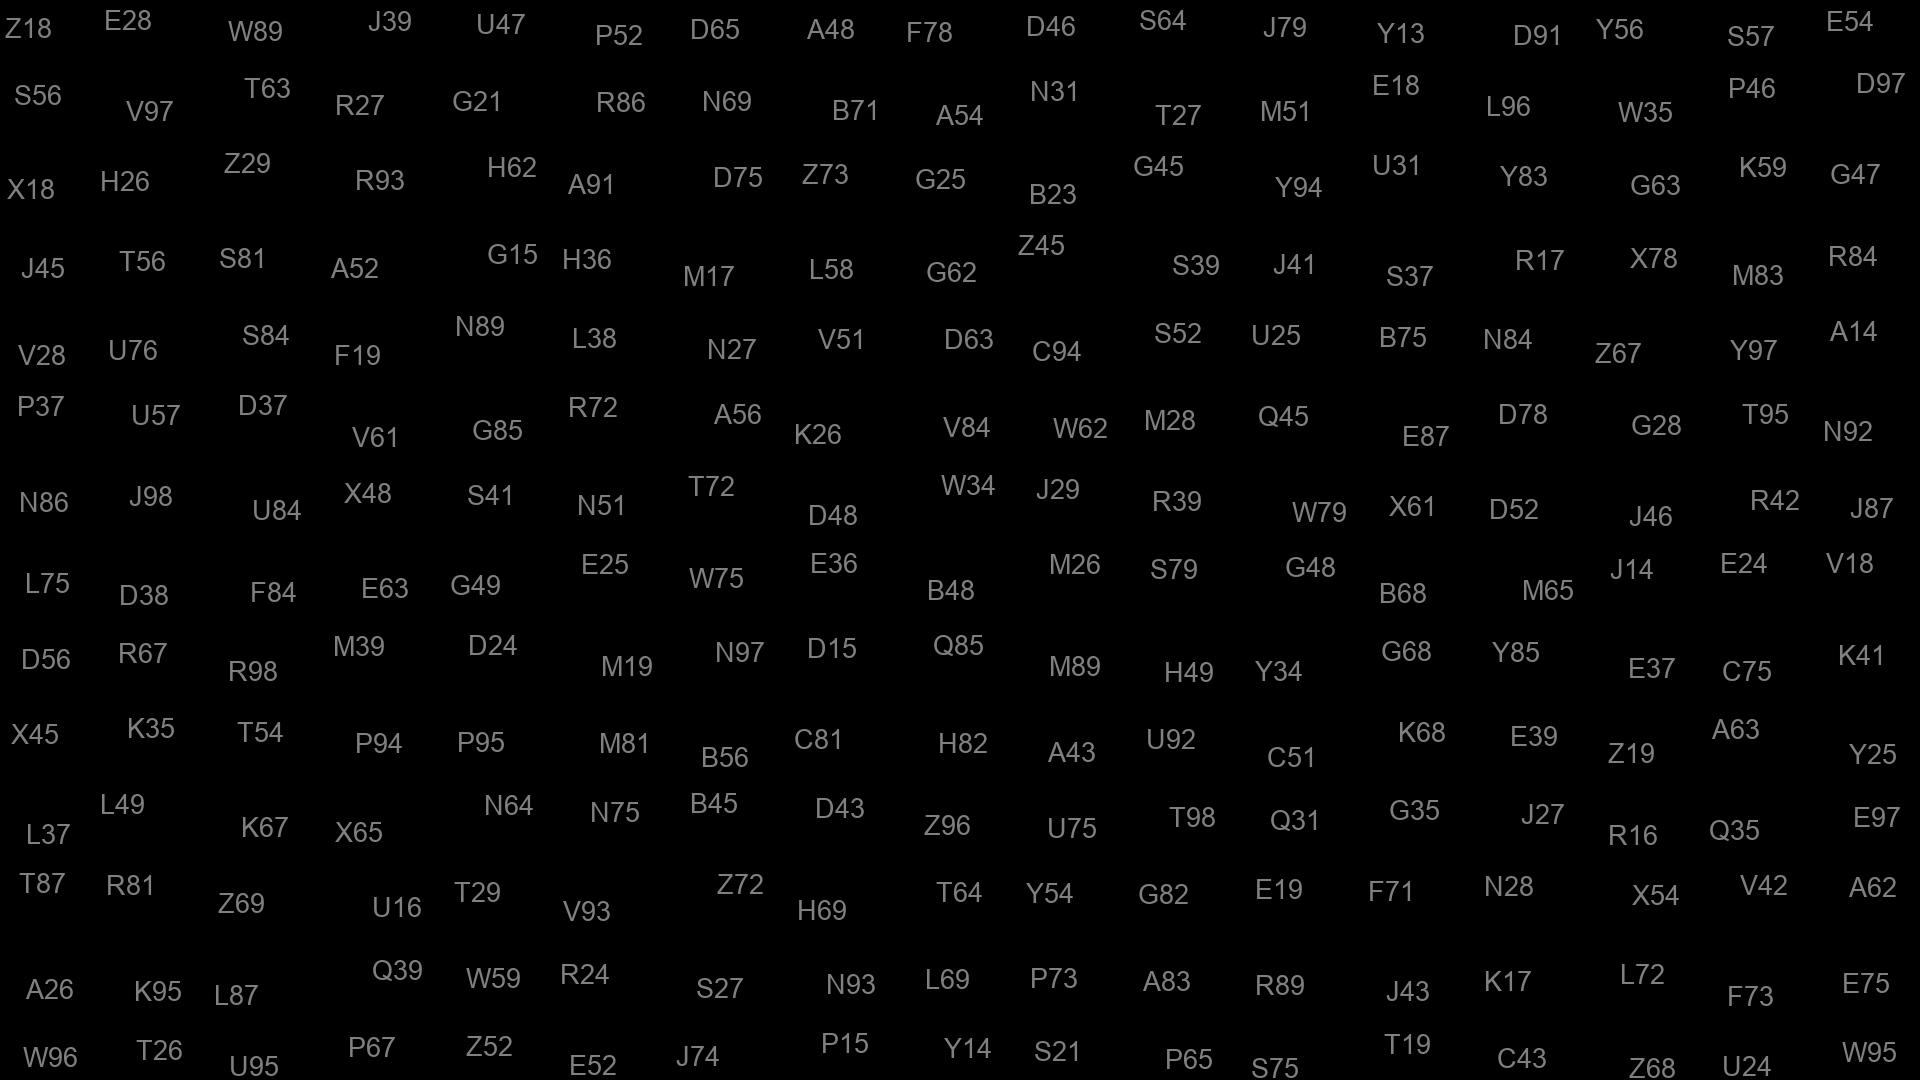 Z18 E28 W89 J39 U47 P52 D65 A48 F78 D46 S64 J79 Y13 D91 Y56 S57 E54
S56 V97 T63 R27 G21 R86 N69 B71 A54 N31 T27 M51 E18 L96 W35 P46 D97
X18 H26 Z29 R93 H62 A91 D75 Z73 G25 B23 G45 Y94 U31 Y83 G63 K59 G47
J45 T56 S81 A52 G15 H36 M17 L58 G62 Z45 S39 J41 S37 R17 X78 M83 R84
V28 U76 S84 F19 N89 L38 N27 V51 D63 C94 S52 U25 B75 N84 Z67 Y97 A14
P37 U57 D37 V61 G85 R72 A56 K26 V84 W62 M28 Q45 E87 D78 G28 T95 N92
N86 J98 U84 X48 S41 N51 T72 D48 W34 J29 R39 W79 X61 D52 J46 R42 J87
L75 D38 F84 E63 G49 E25 W75 E36 B48 M26 S79 G48 B68 M65 J14 E24 V18
D56 R67 R98 M39 D24 M19 N97 D15 Q85 M89 H49 Y34 G68 Y85 E37 C75 K41
X45 K35 T54 P94 P95 M81 B56 C81 H82 A43 U92 C51 K68 E39 Z19 A63 Y25
L37 L49 K67 X65 N64 N75 B45 D43 Z96 U75 T98 Q31 G35 J27 R16 Q35 E97
T87 R81 Z69 U16 T29 V93 Z72 H69 T64 Y54 G82 E19 F71 N28 X54 V42 A62
A26 K95 L87 Q39 W59 R24 S27 N93 L69 P73 A83 R89 J43 K17 L72 F73 E75
W96 T26 U95 P67 Z52 E52 J74 P15 Y14 S21 P65 S75 T19 C43 Z68 U24 W95